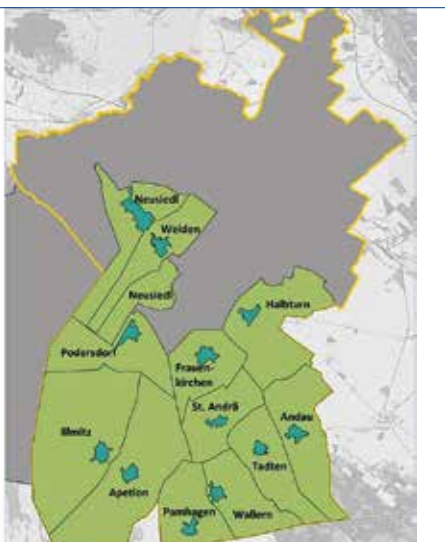 Neusiedl
Weiden
Neusiedl
Halbturn
Podersdorf
Frauen-
kirchen
St. Andrä
Andau
Illmitz
Tadten
Apetlon
Pamhagen
Wallern